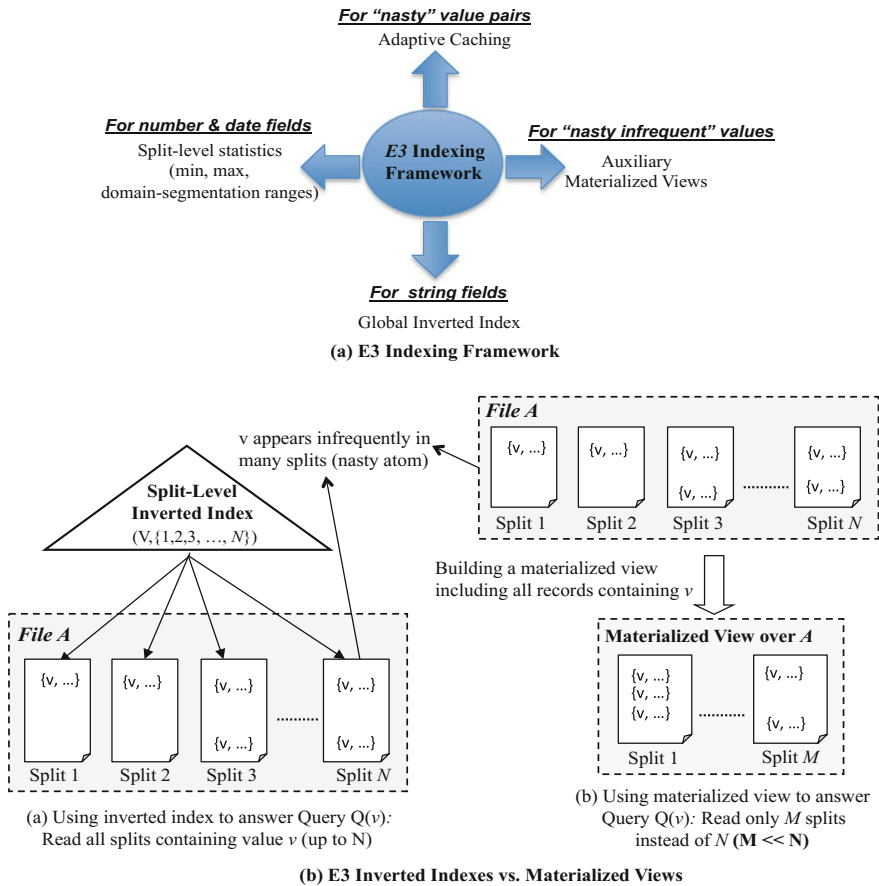 For “nasty” value pairs
Adaptive Caching
For number & date fields
Split-level statistics
(min, max,
domain-segmentation ranges)
E3 Indexing
Framework
For “nasty infrequent” values
Auxiliary
Materialized Views
For string fields
Global Inverted Index
(a) E3 Indexing Framework
v appears infrequently in
many splits (nasty atom)
Split-Level
Inverted Index
(V,{1,2,3, …, N})
File A
{v, …}
Split 1
{v, …}
Split 2
{v, …}
{v, …}
Split 3
..........
{v, …}
{v, …}
Split N
(a) Using inverted index to answer Query Q(v):
Read all splits containing value v (up to N)
File A
{v, …}
Split 1
{v, …}
Split 2
{v, …}
{v, …}
Split 3
..........
{v, …}
{v, …}
Split N
Building a materialized view
including all records containing v
Materialized View over A
{v, …}
{v, …}
{v, …}
Split 1
..........
{v, …}
{v, …}
Split M
(b) Using materialized view to answer
Query Q(v): Read only M splits
instead of N (M << N)
(b) E3 Inverted Indexes vs. Materialized Views